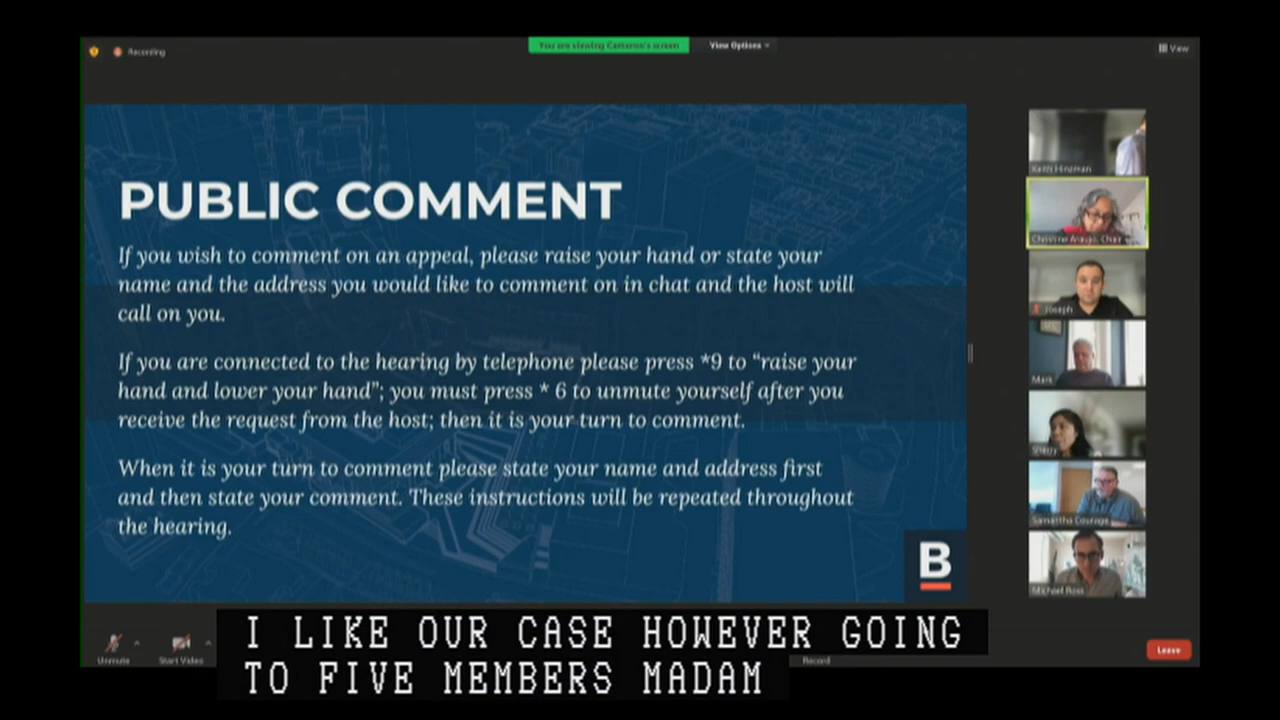 Recording
You are viewing Cameron's screen
View Options
View
PUBLIC COMMENT
If you wish to comment on an appeal, please raise your hand or state your
name and the address you would like to comment on in chat and the host will
call on you.
If you are connected to the hearing by telephone please press *9 to “raise your
hand and lower your hand”; you must press * 6 to unmute yourself after you
receive the request from the host; then it is your turn to comment.
When it is your turn to comment please state your name and address first
and then state your comment. These instructions will be repeated throughout
the hearing.
B
Christine Araujo, Chair
Joseph
Mark
Sherry
Samantha Courage
Michael Ross
Unmute
Start Video
Record
Leave
I LIKE OUR CASE HOWEVER GOING
TO FIVE MEMBERS MADAM